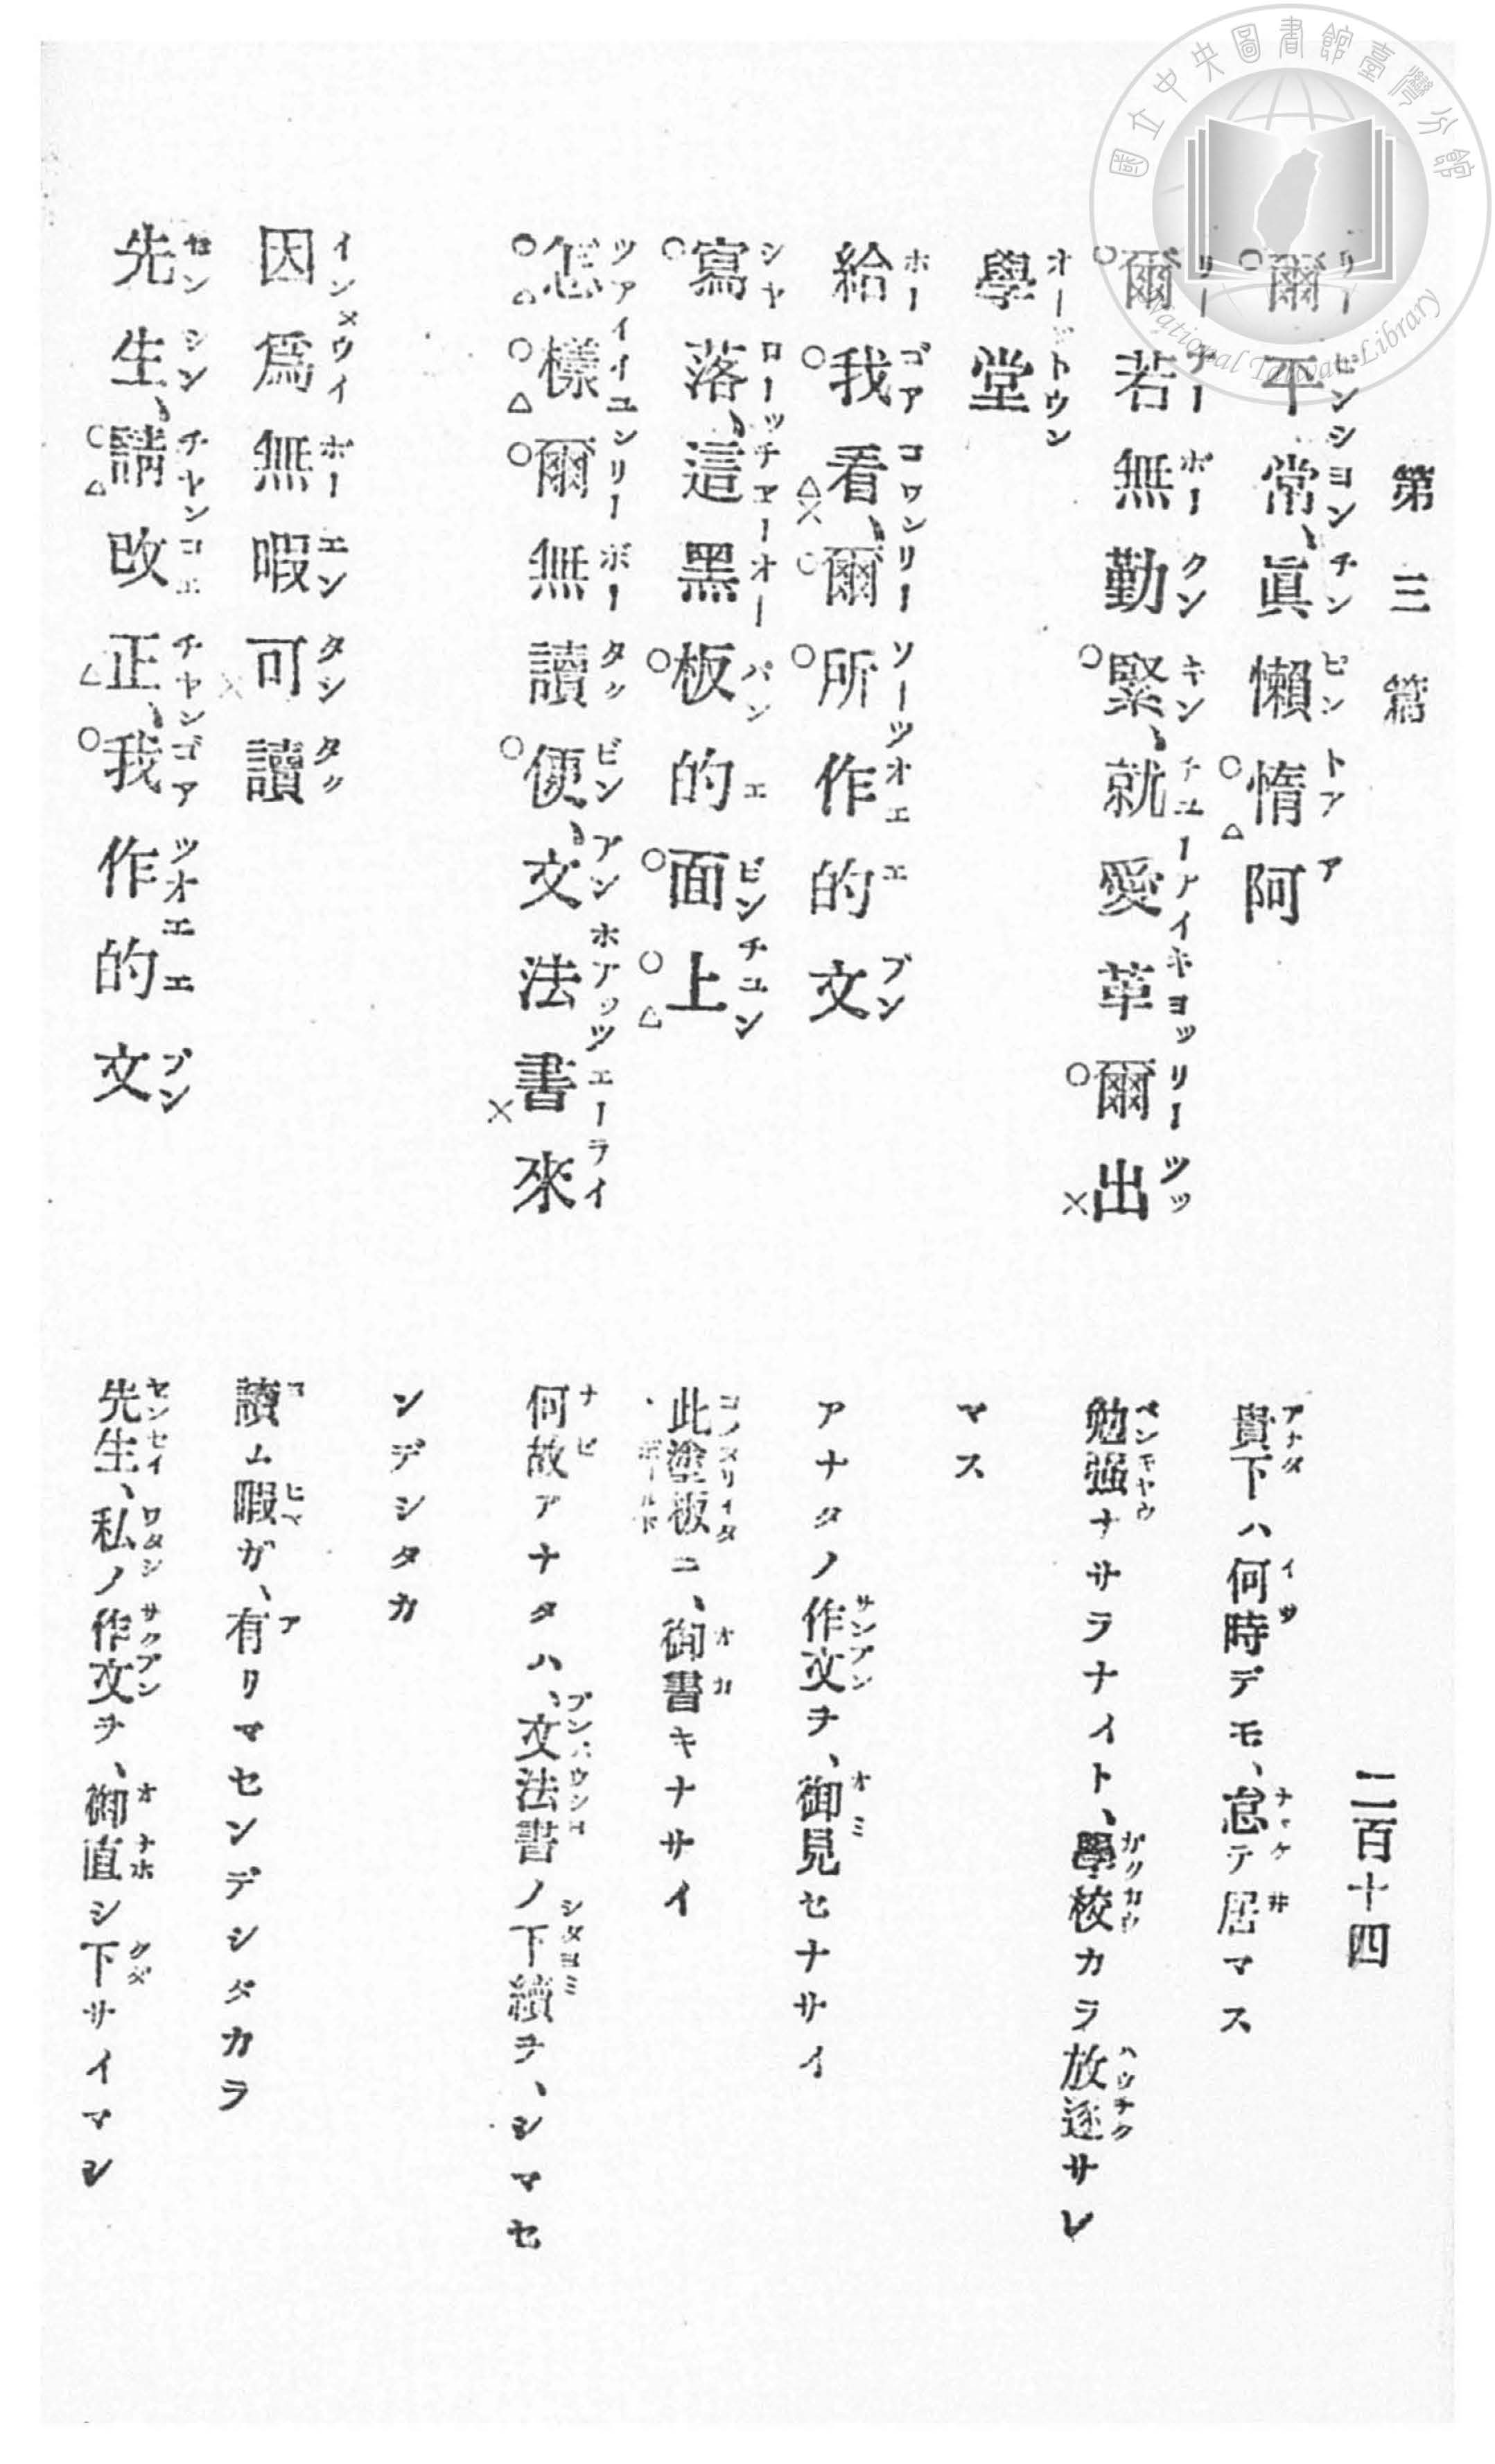 國立中央圖書館臺灣分館
National Taiwan Library
第三篇
二百十四
爾平常、眞懶惰阿
貴下ハ何時デモ、怠テ居マス
爾若無勤緊、就愛革爾出
學堂
勉强ナサラナイト、學校カラ放逐サレ
マス
給我看、爾所作的文
アナタノ作文ヲ、御見セナサイ
寫落、這黑板的面上
此塗板ニ、御書キナサイ
怎樣爾無讀便、文法書來
何故アナタハ、文法書ノ下續ヲ、シマセ
ンデシタカ
因爲無暇可讀
讀ム暇ガ、有リマセンデシタカラ
先生、請改正、我作的文
先生、私ノ作文ヲ、御直シ下サイマシ